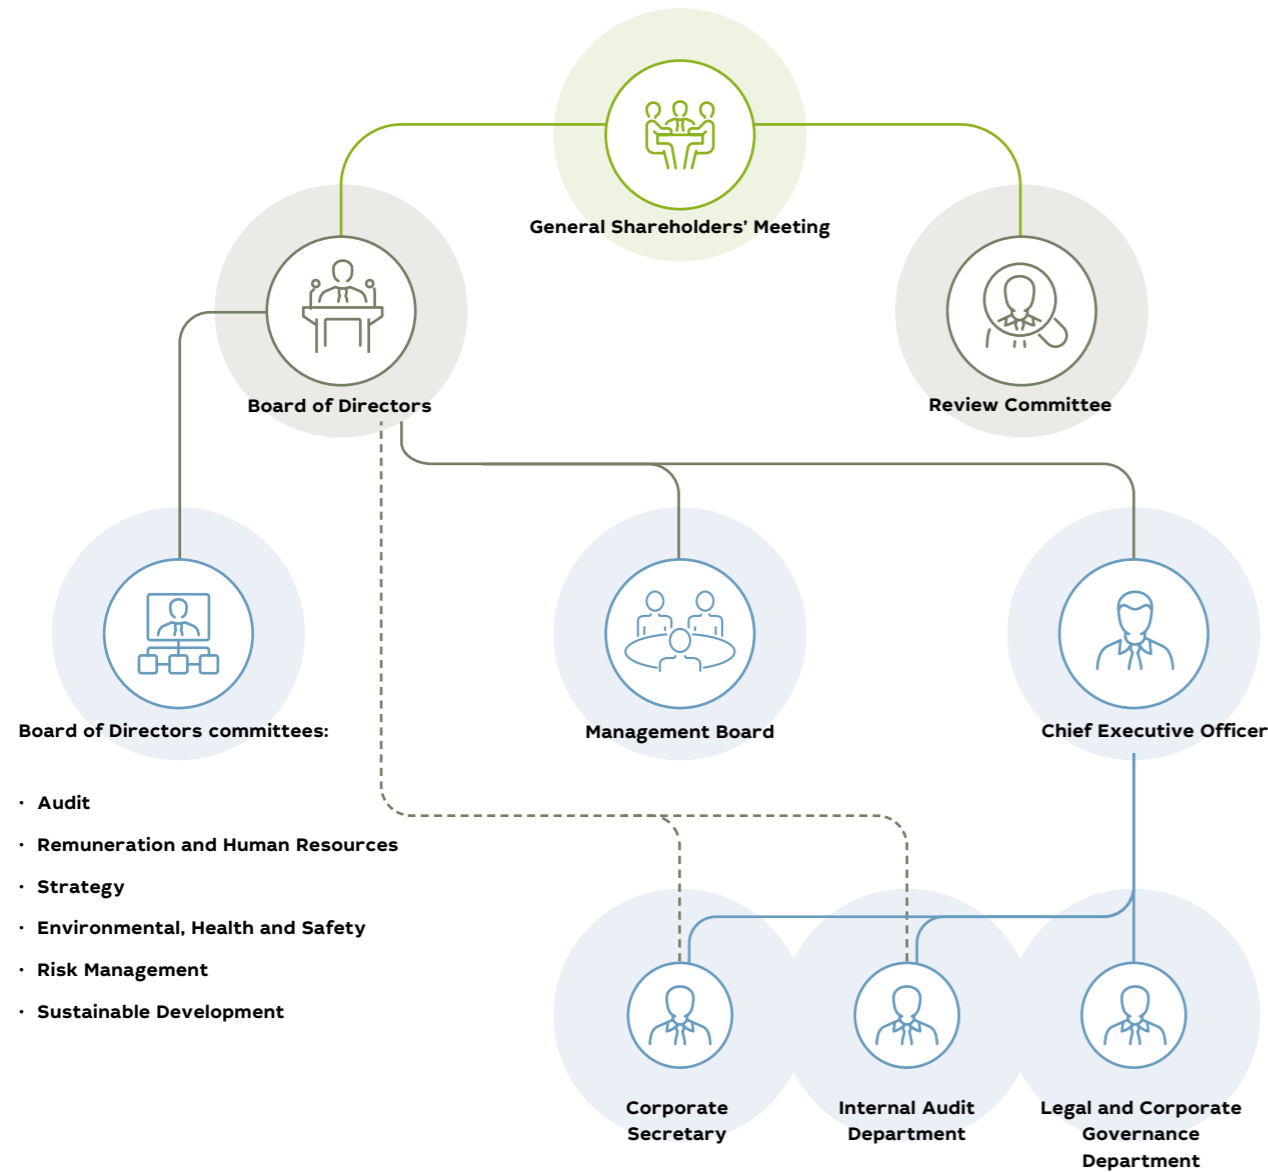 General Shareholders' Meeting
Board of Directors
Review Committee
Board of Directors committees:
Management Board
Chief Executive Officer
· Audit
· Remuneration and Human Resources
· Strategy
· Environmental, Health and Safety
· Risk Management
· Sustainable Development
Corporate
Secretary
Internal Audit
Department
Legal and Corporate
Governance
Department